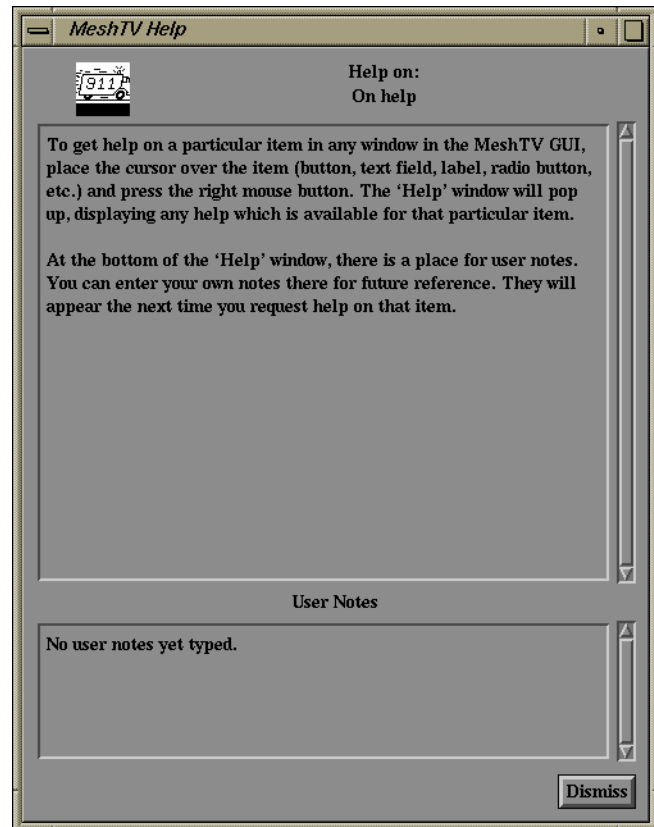 MeshTV Help
911
Help on:
On help
To get help on a particular item in any window in the MeshTV GUI,
place the cursor over the item (button, text field, label, radio button,
etc.) and press the right mouse button. The ‘Help’ window will pop
up, displaying any help which is available for that particular item.
At the bottom of the ‘Help’ window, there is a place for user notes.
You can enter your own notes there for future reference. They will
appear the next time you request help on that item.
User Notes
No user notes yet typed.
Dismiss